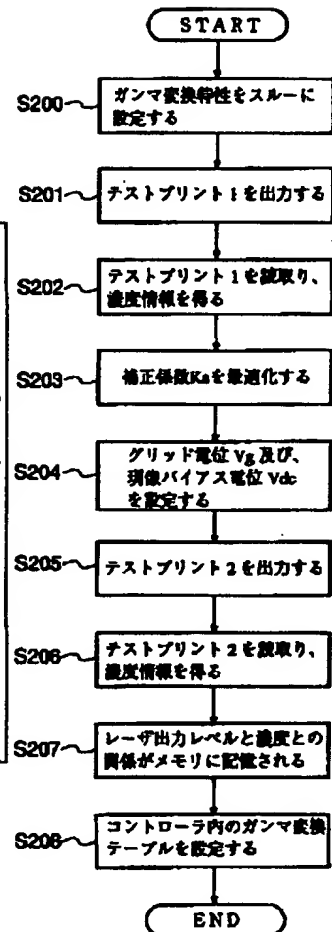 START
S200
ガンマ変換特性をスルーに
設定する
S201
テストプリント1を出力する
S202
テストプリント1を読取り、
濃度情報を得る
S203
補正係数Kaを最適化する
S204
グリッド電位 Vg 及び、
現像バイアス電位 Vdc
を設定する
S205
テストプリント2を出力する
S206
テストプリント2を読取り、
濃度情報を得る
S207
レーザ出力レベルと濃度との
関係がメモリに記憶される
S208
コントローラ内のガンマ変換
テーブルを設定する
END